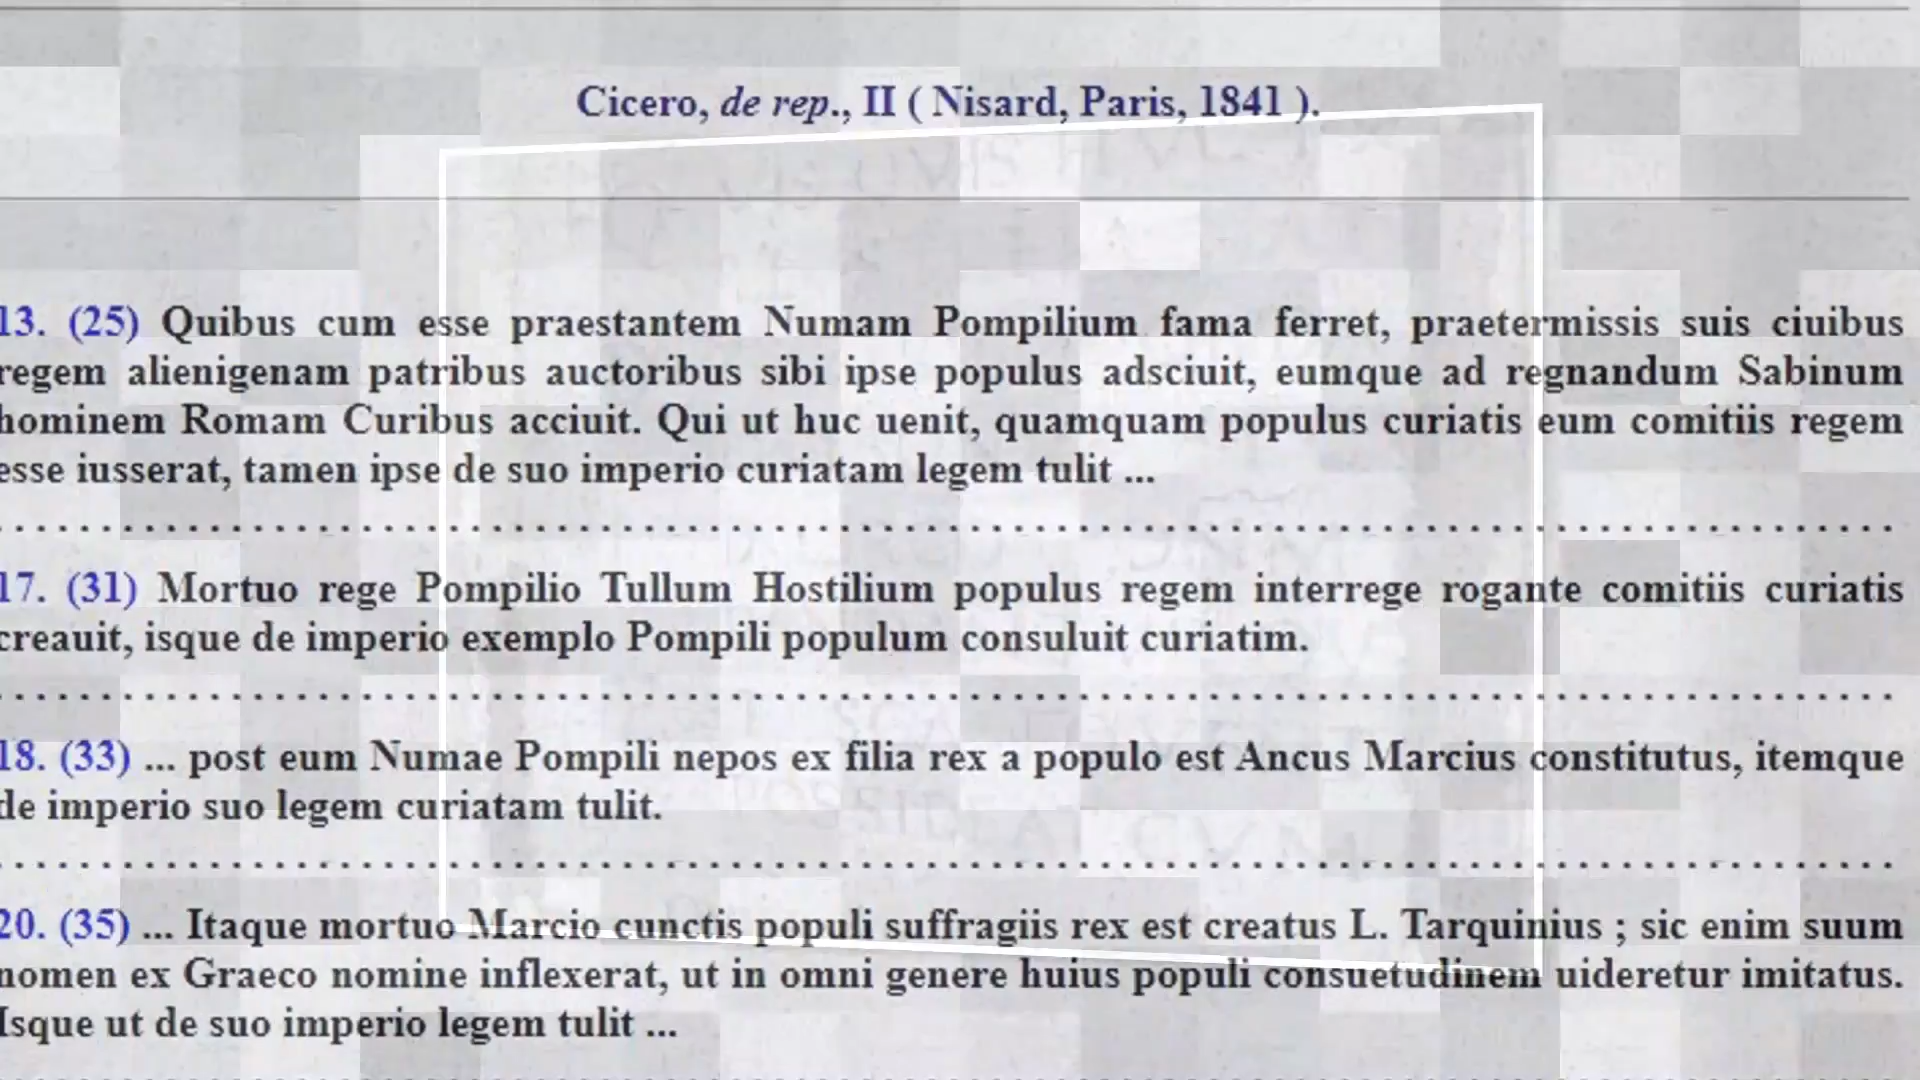 Cicero, de rep., II ( Nisard, Paris, 1841 ).
13. (25) Quibus cum esse praestantem Numam Pompilium fama ferret, praetermissis suis ciuibus
regem alienigenam patribus auctoribus sibi ipse populus adsciuit, eumque ad regnandum Sabinum
hominem Romam Curibus acciuit. Qui ut huc uenit, quamquam populus curiatis eum comitiis regem
esse iusserat, tamen ipse de suo imperio curiatam legem tulit ...
17. (31) Mortuo rege Pompilio Tullum Hostilium populus regem interrege rogante comitiis curiatis
creauit, isque de imperio exemplo Pompili populum consuluit curiatim.
18. (33) ... post eum Numae Pompili nepos ex filia rex a populo est Ancus Marcius constitutus, itemque
de imperio suo legem curiatam tulit.
20. (35) ... Itaque mortuo Marcio cunctis populi suffragiis rex est creatus L. Tarquinius ; sic enim suum
nomen ex Graeco nomine inflexerat, ut in omni genere huius populi consuetudinem uideretur imitatus.
Isque ut de suo imperio legem tulit ...